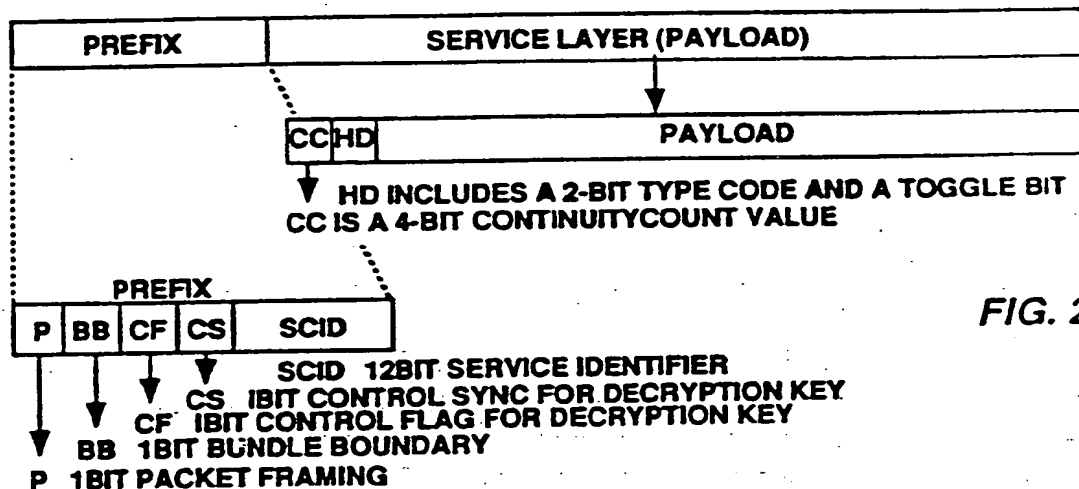 PREFIX SERVICE LAYER (PAYLOAD)
CC HD PAYLOAD
HD INCLUDES A 2-BIT TYPE CODE AND A TOGGLE BIT
CC IS A 4-BIT CONTINUITYCOUNT VALUE
PREFIX
P BB CF CS SCID
FIG. 2
SCID 12BIT SERVICE IDENTIFIER
CS IBIT CONTROL SYNC FOR DECRYPTION KEY
CF IBIT CONTROL FLAG FOR DECRYPTION KEY
BB 1BIT BUNDLE BOUNDARY
P 1BIT PACKET FRAMING